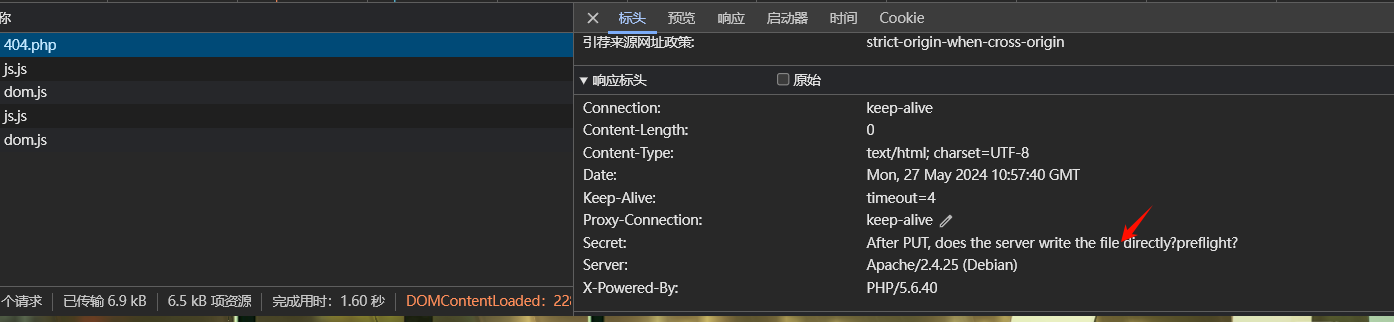 称
404.php
js.js
dom.js
js.js
dom.js
个请求 已传输 6.9 kB 6.5 kB 项资源 完成用时：1.60 秒 DOMContentLoaded：228
标头 预览 响应 启动器 时间 Cookie
引荐来源网址政策: strict-origin-when-cross-origin
响应标头 原始
Connection: keep-alive
Content-Length: 0
Content-Type: text/html; charset=UTF-8
Date: Mon, 27 May 2024 10:57:40 GMT
Keep-Alive: timeout=4
Proxy-Connection: keep-alive
Secret: After PUT, does the server write the file directly?preflight?
Server: Apache/2.4.25 (Debian)
X-Powered-By: PHP/5.6.40